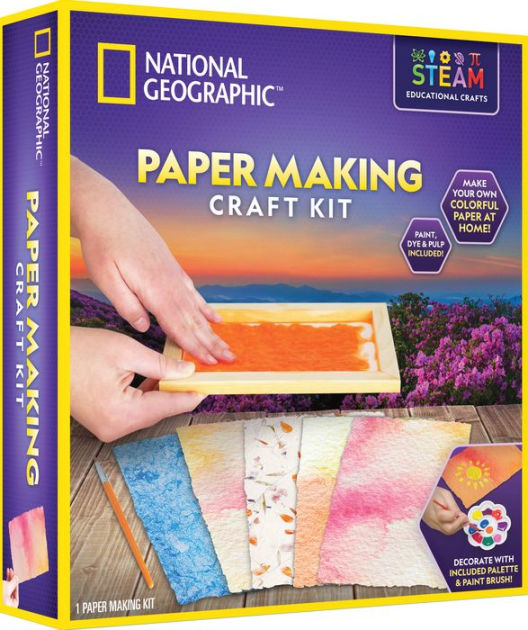 NATIONAL
GEOGRAPHIC™
STEAM
EDUCATIONAL CRAFTS
PAPER MAKING
CRAFT KIT
MAKE
YOUR OWN
COLORFUL
PAPER AT
HOME!
PAINT,
DYE & PULP
INCLUDED!
DECORATE WITH
INCLUDED PALETTE
& PAINT BRUSH!
1 PAPER MAKING KIT
NATIONAL
GEOGRAPHIC™
PAPER MAKING
CRAFT KIT